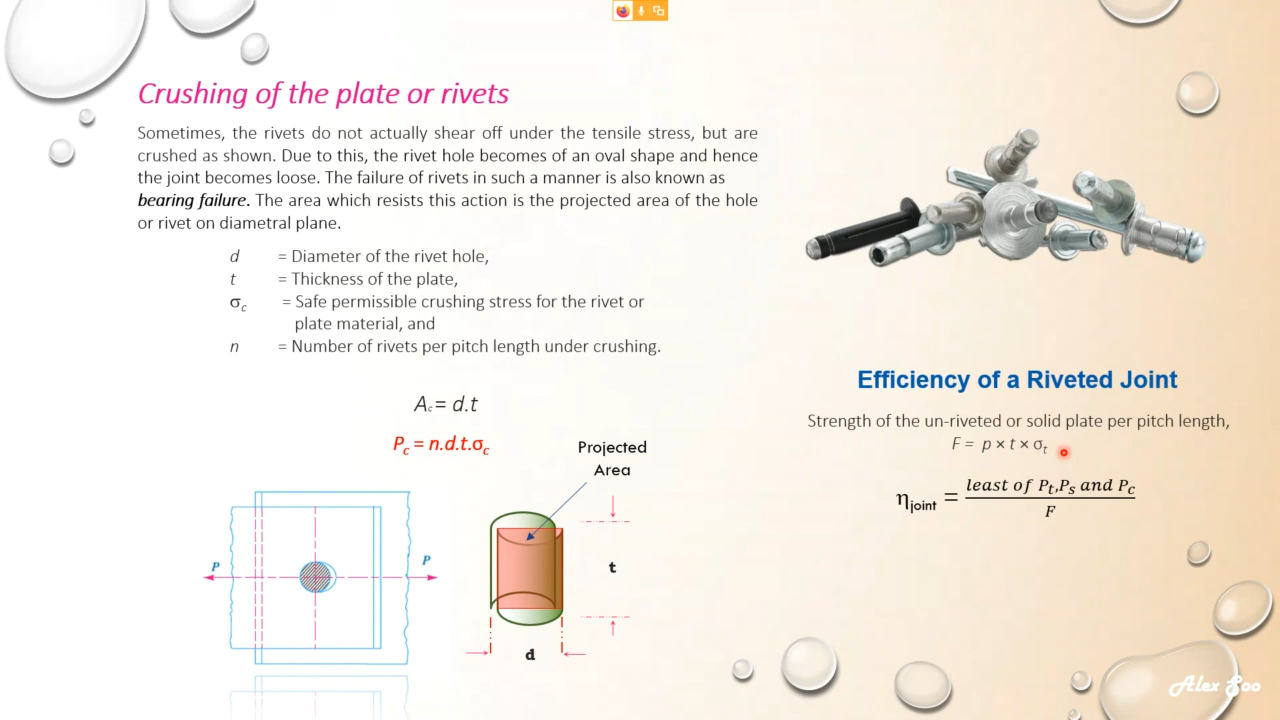 Crushing of the plate or rivets
Sometimes, the rivets do not actually shear off under the tensile stress, but are
crushed as shown. Due to this, the rivet hole becomes of an oval shape and hence
the joint becomes loose. The failure of rivets in such a manner is also known as
bearing failure. The area which resists this action is the projected area of the hole
or rivet on diametral plane.
d = Diameter of the rivet hole,
t = Thickness of the plate,
σc = Safe permissible crushing stress for the rivet or
plate material, and
n = Number of rivets per pitch length under crushing.
Ac = d.t
Pc = n.d.t.σc
Projected
Area
P
P
t
d
Efficiency of a Riveted Joint
Strength of the un-riveted or solid plate per pitch length,
F = p × t × σt
ηjoint = least of Pt,Ps and Pc / F
Alex Soo